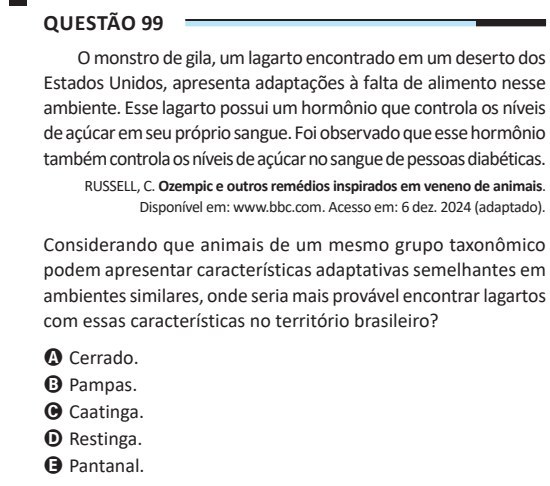 QUESTÃO 99
O monstro de gila, um lagarto encontrado em um deserto dos
Estados Unidos, apresenta adaptações à falta de alimento nesse
ambiente. Esse lagarto possui um hormônio que controla os níveis
de açúcar em seu próprio sangue. Foi observado que esse hormônio
também controla os níveis de açúcar no sangue de pessoas diabéticas.
RUSSELL, C. Ozempic e outros remédios inspirados em veneno de animais.
Disponível em: www.bbc.com. Acesso em: 6 dez. 2024 (adaptado).
Considerando que animais de um mesmo grupo taxonômico
podem apresentar características adaptativas semelhantes em
ambientes similares, onde seria mais provável encontrar lagartos
com essas características no território brasileiro?
A Cerrado.
B Pampas.
C Caatinga.
D Restinga.
E Pantanal.